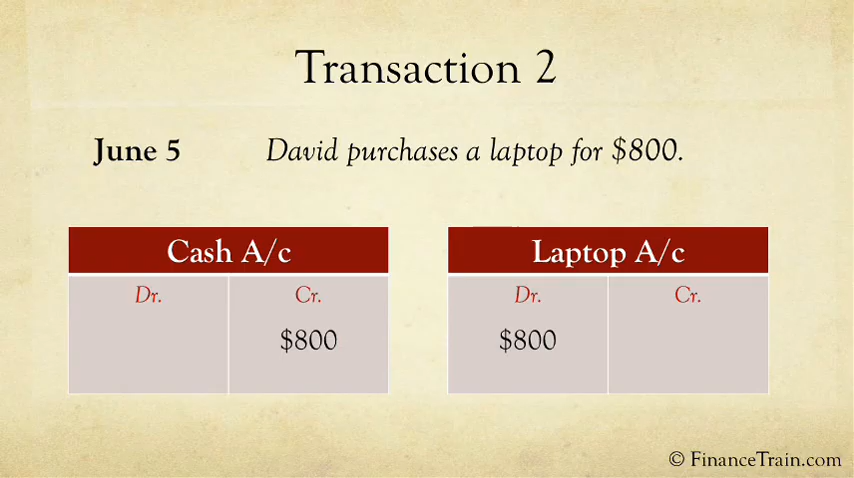 Transaction 2
June 5 David purchases a laptop for $800.
Cash A/c Laptop A/c
Dr. Cr. Dr. Cr.
$800 $800
© FinanceTrain.com